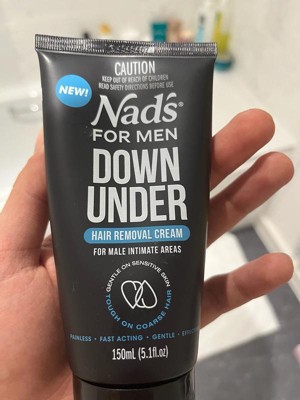 CAUTION
KEEP OUT OF REACH OF CHILDREN
READ SAFETY DIRECTIONS BEFORE USE
NEW!
Nad's®
FOR MEN
DOWN
UNDER
HAIR REMOVAL CREAM
FOR MALE INTIMATE AREAS
GENTLE ON SENSITIVE SKIN
TOUGH ON COARSE HAIR
• FAST ACTING • GENTLE •
150mL (5.1fl.oz)